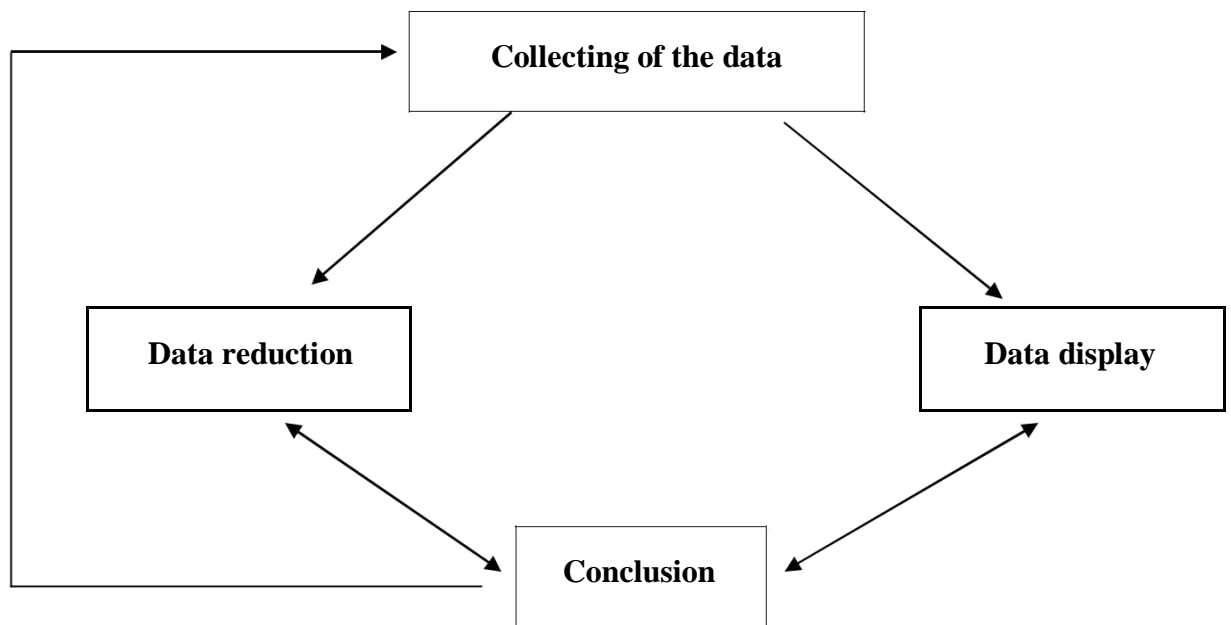 Collecting of the data
Data reduction
Data display
Conclusion